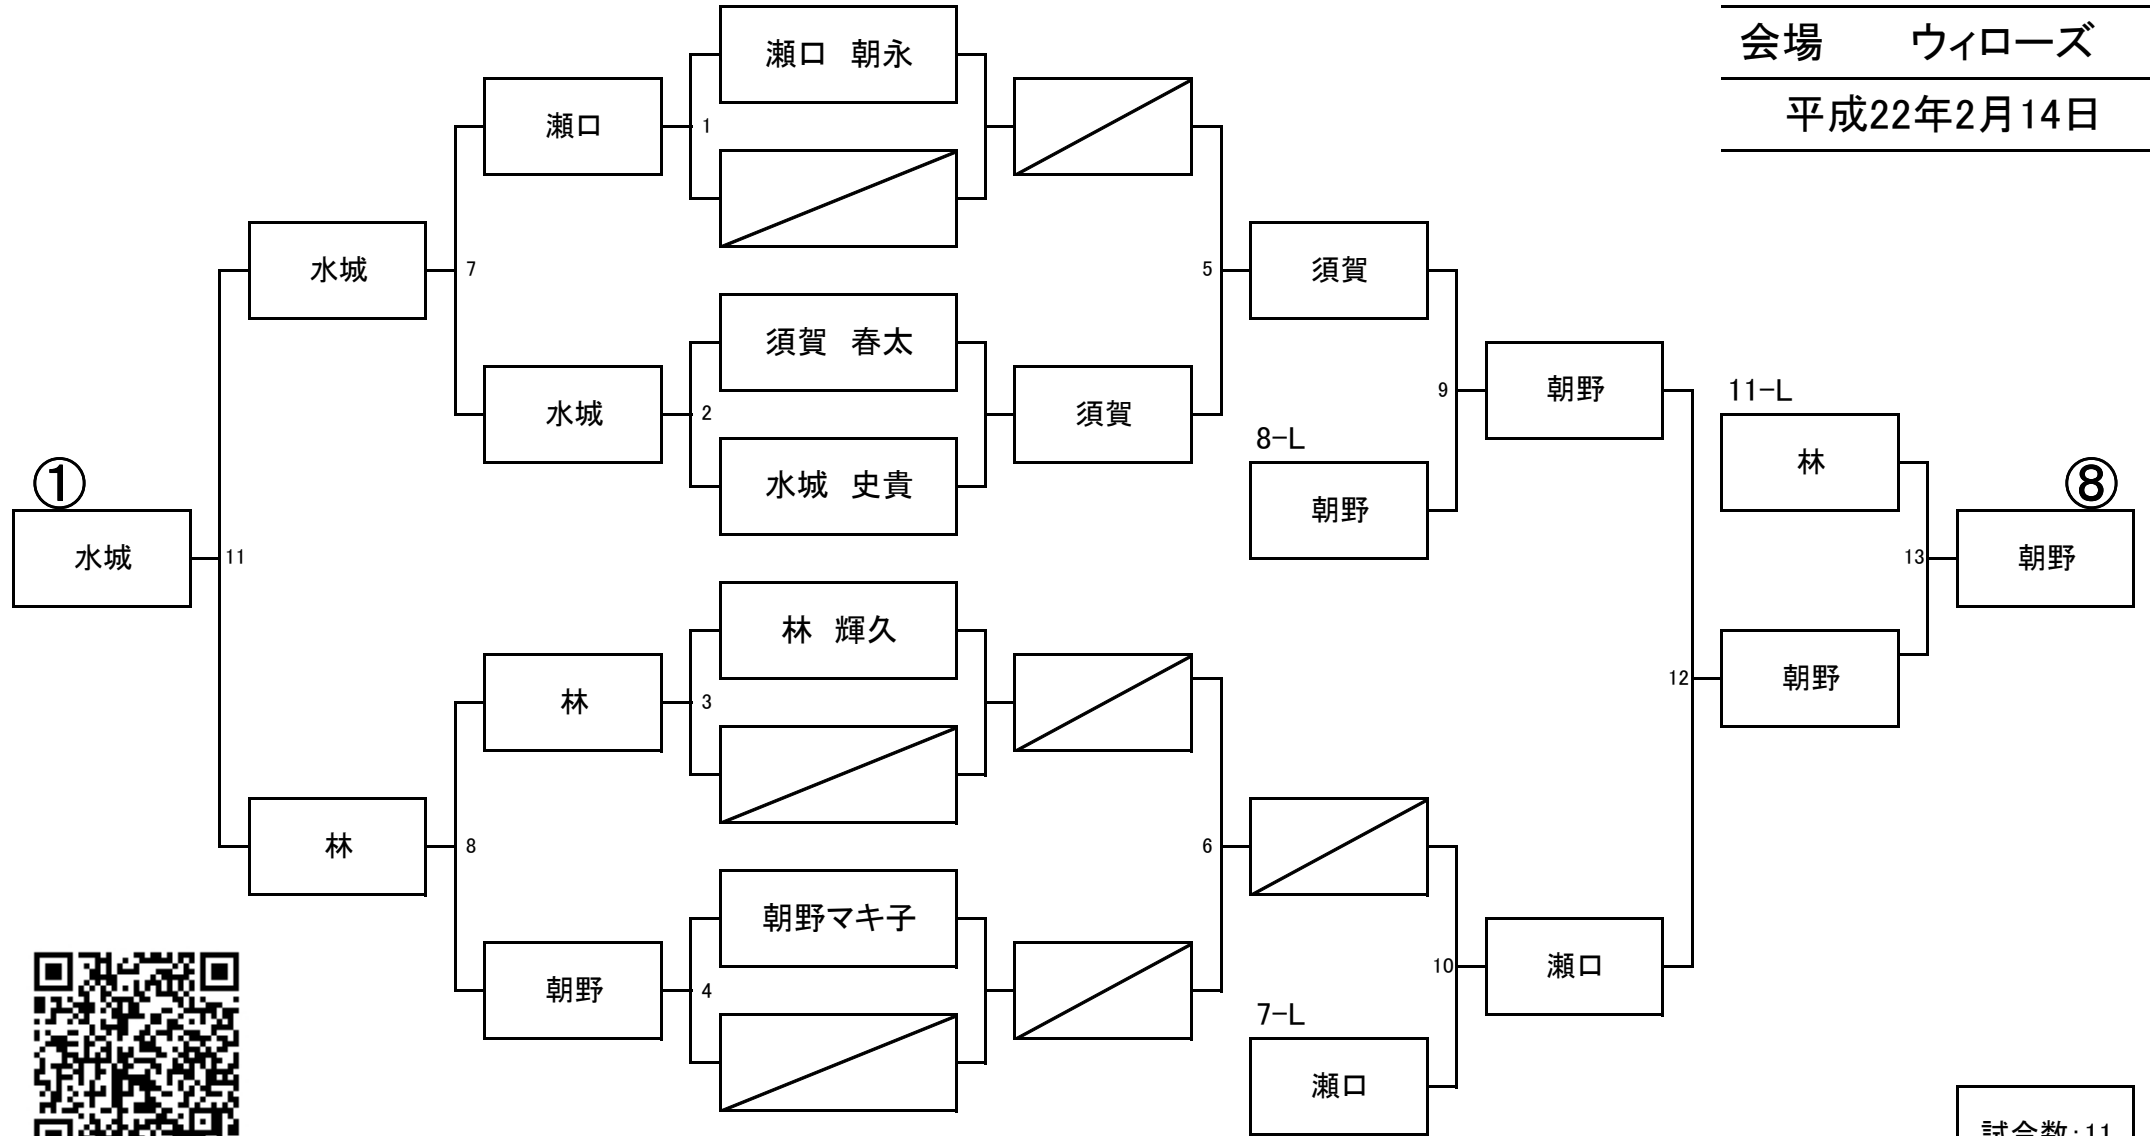 会場 ウィローズ
平成22年2月14日
瀬口 朝永
瀬口
1
水城
7
5
須賀
須賀 春太
水城
2
須賀
水城 史貴
9
朝野
8-L
朝野
11-L
林
①
水城
11
13
⑧
朝野
林 輝久
林
3
12
朝野
林
8
6
朝野マキ子
朝野
4
10
瀬口
7-L
瀬口
試合数:11